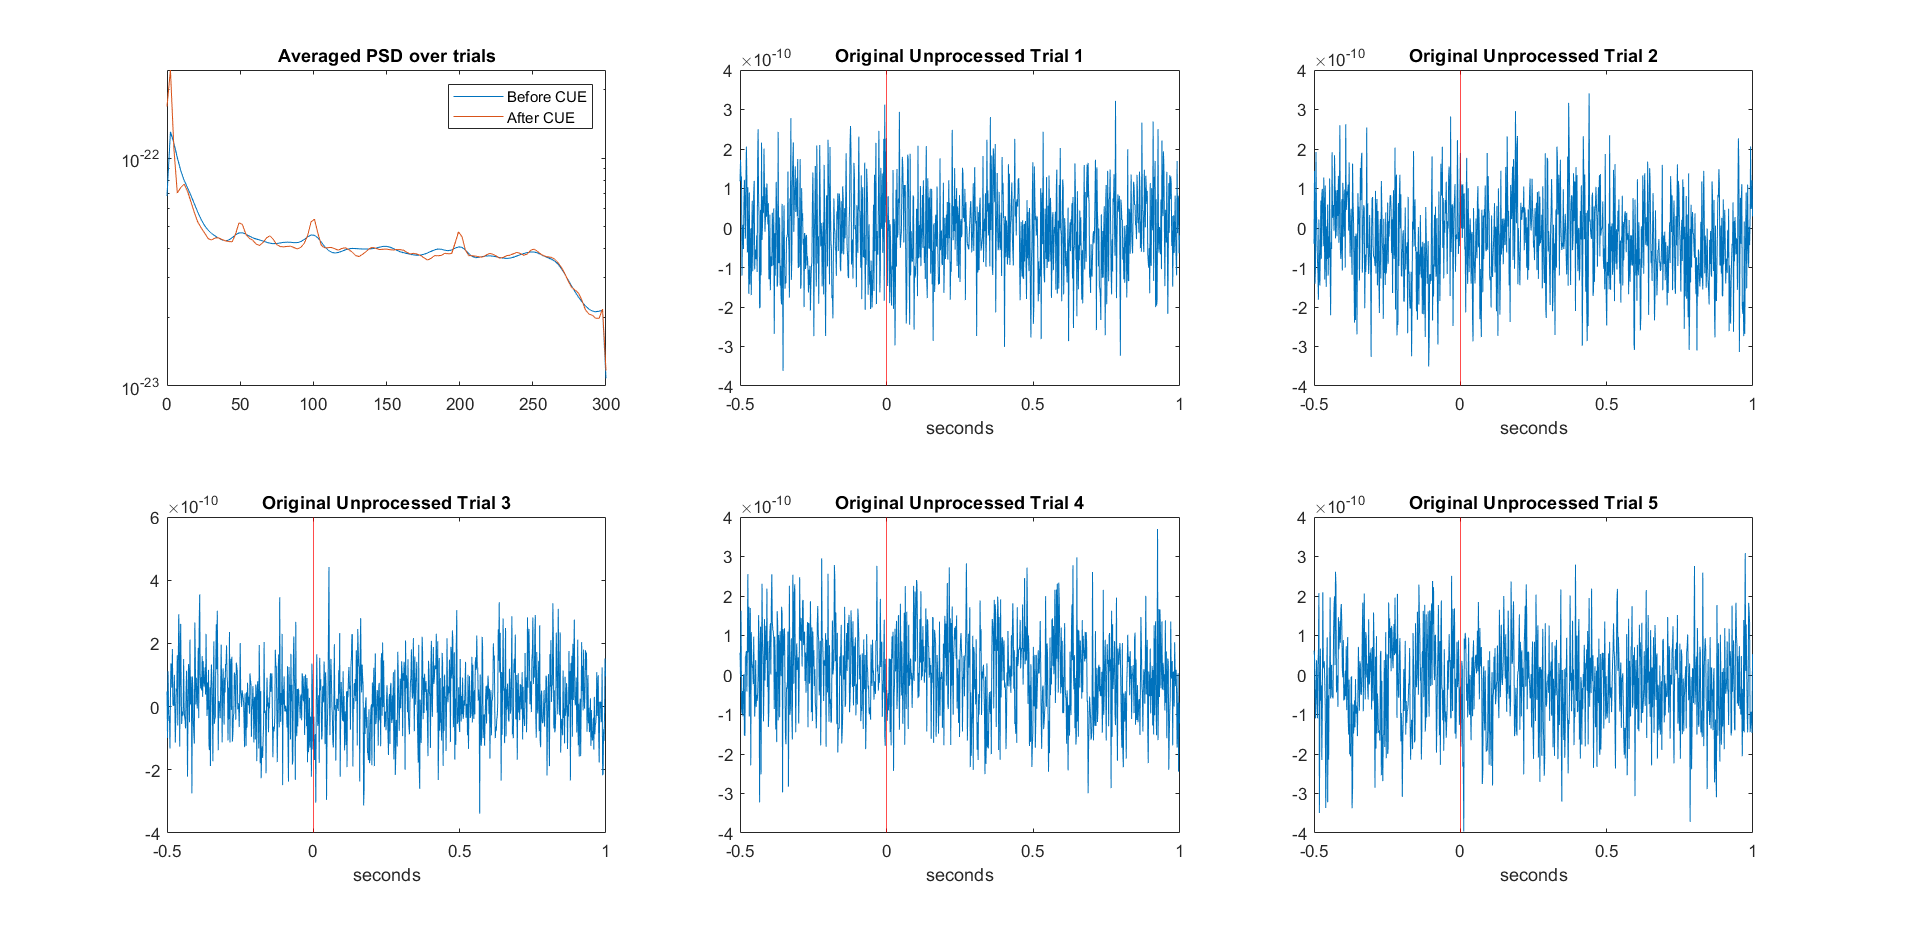 Averaged PSD over trials
10-22
10-23
0 50 100 150 200 250 300
Before CUE
After CUE
×10-10
Original Unprocessed Trial 1
4
3
2
1
0
-1
-2
-3
-4
-0.5 0 0.5 1
seconds
×10-10
Original Unprocessed Trial 2
4
3
2
1
0
-1
-2
-3
-4
-0.5 0 0.5 1
seconds
×10-10
Original Unprocessed Trial 3
6
4
2
0
-2
-4
-0.5 0 0.5 1
seconds
×10-10
Original Unprocessed Trial 4
4
3
2
1
0
-1
-2
-3
-4
-0.5 0 0.5 1
seconds
×10-10
Original Unprocessed Trial 5
4
3
2
1
0
-1
-2
-3
-4
-0.5 0 0.5 1
seconds